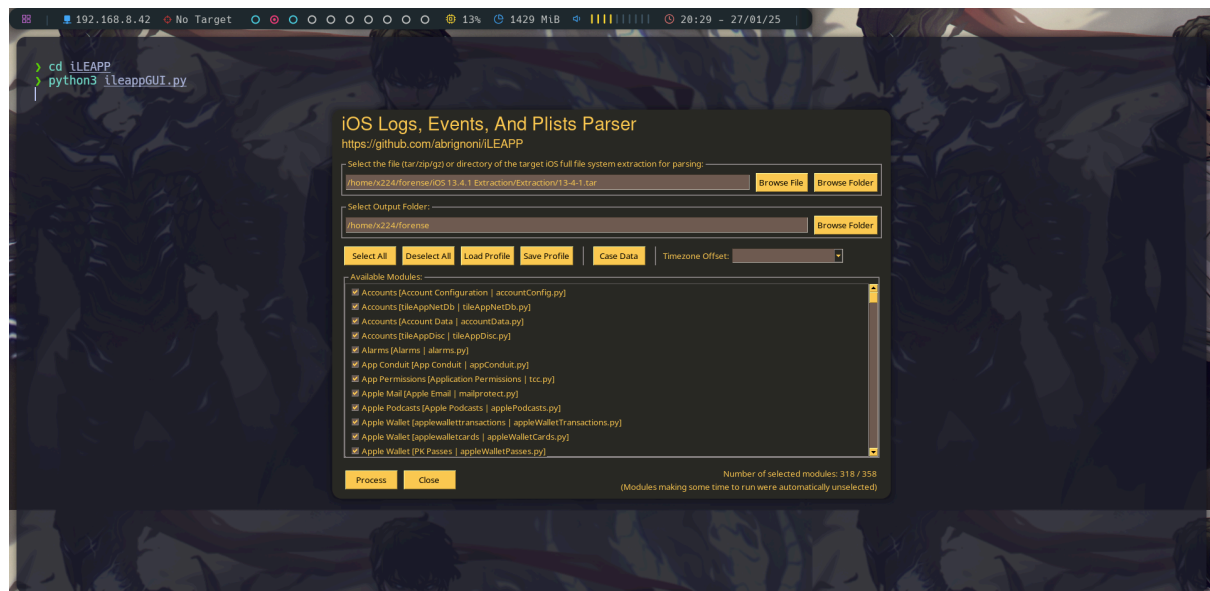 192.168.8.42 No Target 13% 1429 MiB 20:29 - 27/01/25
❯ cd iLEAPP
❯ python3 ileappGUI.py
iOS Logs, Events, And Plists Parser
https://github.com/abrignoni/iLEAPP
Select the file (tar/zip/gz) or directory of the target iOS full file system extraction for parsing:
/home/x224/forense/iOS 13.4.1 Extraction/Extraction/13-4-1.tar Browse File Browse Folder
Select Output Folder:
/home/x224/forense Browse Folder
Select All Deselect All Load Profile Save Profile Case Data Timezone Offset:
Available Modules:
Accounts [Account Configuration | accountConfig.py]
Accounts [tileAppNetDb | tileAppNetDb.py]
Accounts [Account Data | accountData.py]
Accounts [tileAppDisc | tileAppDisc.py]
Alarms [Alarms | alarms.py]
App Conduit [App Conduit | appConduit.py]
App Permissions [Application Permissions | tcc.py]
Apple Mail [Apple Email | mailprotect.py]
Apple Podcasts [Apple Podcasts | applePodcasts.py]
Apple Wallet [applewallettransactions | appleWalletTransactions.py]
Apple Wallet [applewalletcards | appleWalletCards.py]
Apple Wallet [PK Passes | appleWalletPasses.py]
Process Close Number of selected modules: 318 / 358
(Modules making some time to run were automatically unselected)